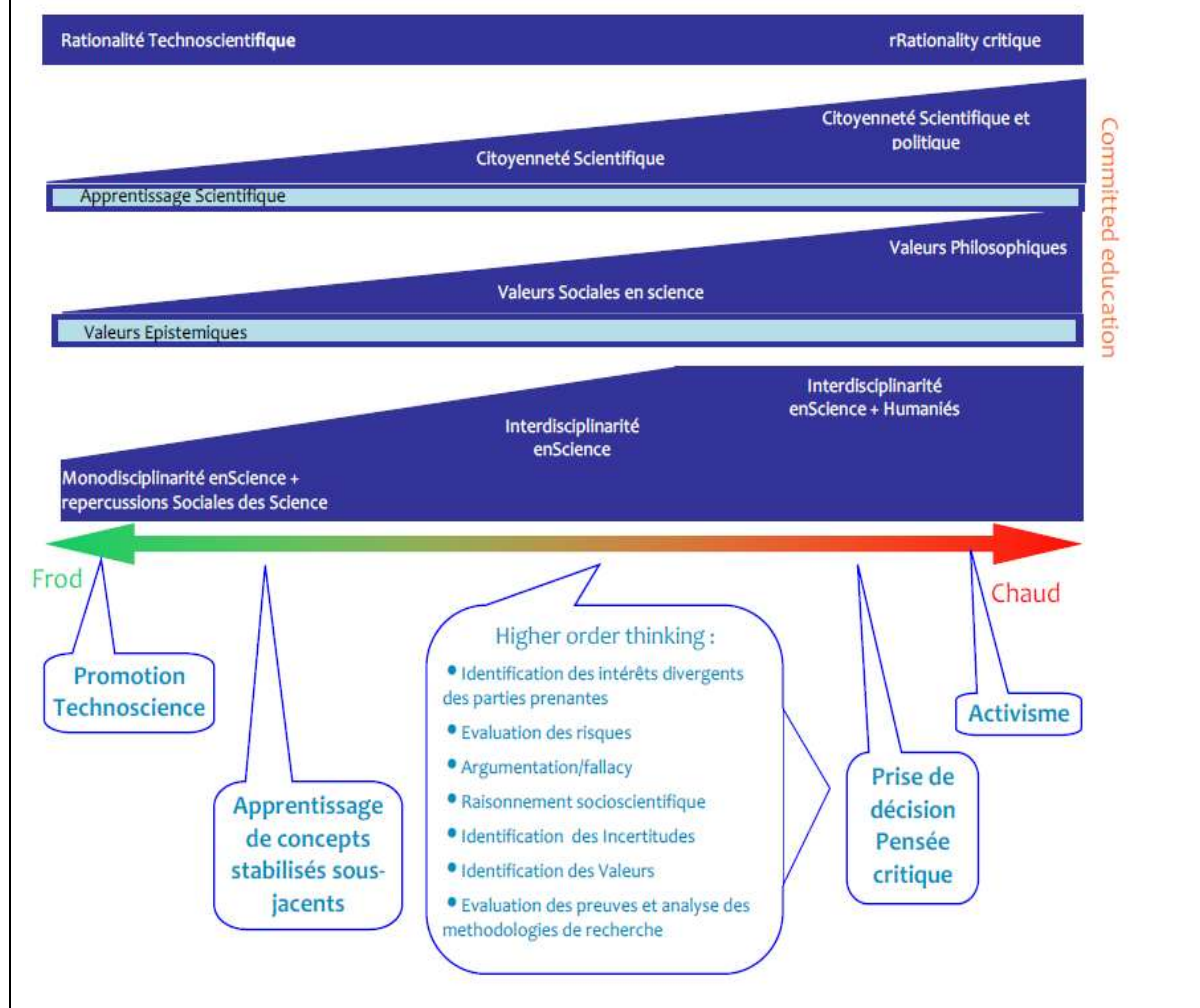 Rationalité Technoscientifique
rRationality critique
Citoyenneté Scientifique et
politique
Citoyenneté Scientifique
Apprentissage Scientifique
Committed education
Valeurs Philosophiques
Valeurs Sociales en science
Valeurs Epistemiques
Interdisciplinarité
enScience + Humaniés
Interdisciplinarité
enScience
Monodisciplinarité enScience +
repercussions Sociales des Science
Frod
Chaud
Promotion
Technoscience
Apprentissage
de concepts
stabilisés sous-
jacents
Higher order thinking :
• Identification des intérêts divergents
des parties prenantes
• Evaluation des risques
• Argumentation/fallacy
• Raisonnement socioscientifique
• Identification des Incertitudes
• Identification des Valeurs
• Evaluation des preuves et analyse des
methodologies de recherche
Prise de
décision
Pensée
critique
Activisme